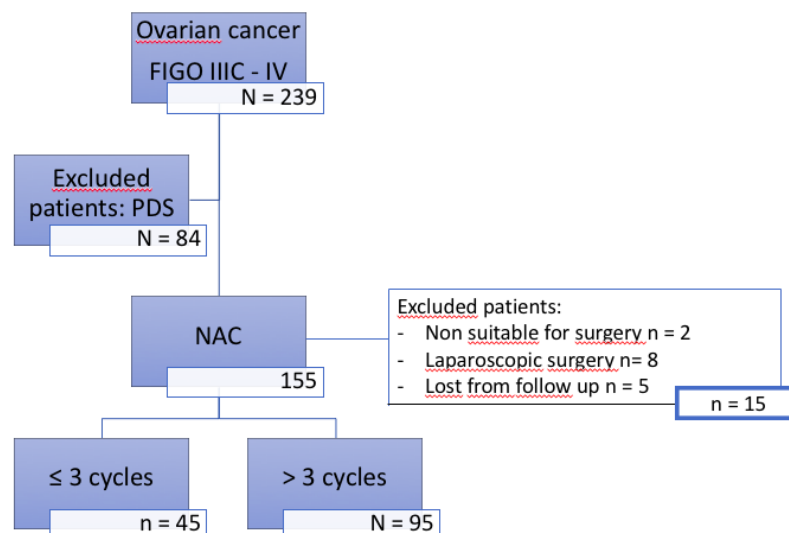 Ovarian cancer
FIGO IIIC - IV
N = 239
Excluded
patients: PDS
N = 84
NAC
155
Excluded patients:
- Non suitable for surgery n = 2
- Laparoscopic surgery n= 8
- Lost from follow up n = 5
n = 15
≤ 3 cycles
n = 45
> 3 cycles
N = 95